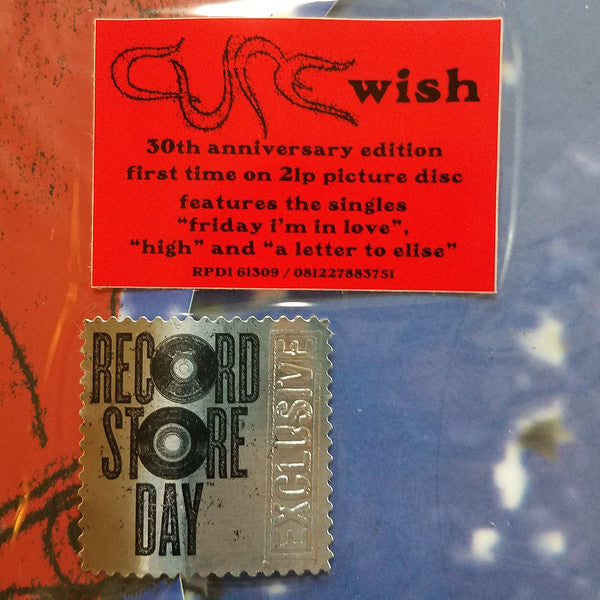 CURE wish
30th anniversary edition
first time on 2lp picture disc
features the singles
“friday i'm in love”,
“high” and “a letter to elise”
RPD1 61309 / 081227883751
RECORD
STORE
DAY™
EXCLUSIVE